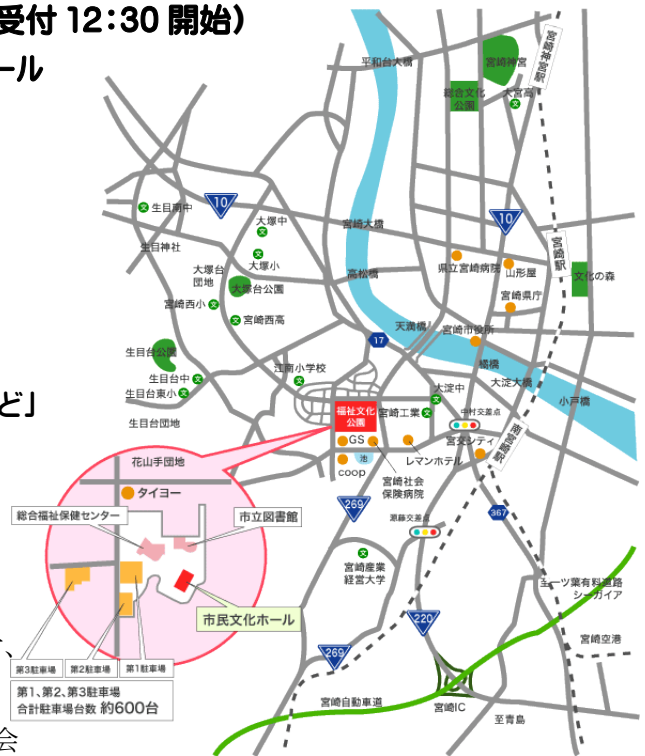 受付 12：30 開始）
ール
平和台大橋
宮崎神宮
宮崎神宮駅
総合文化
公園
大宮高
文
文
生目南中
10
大塚中
文
宮崎大橋
10
生目神社
文
大塚小
大塚台
団地
大塚台公園
高松橋
県立宮崎病院
山形屋
宮崎駅
文化の森
宮崎西小
文
文
宮崎西高
宮崎県庁
天満橋
宮崎市役所
17
生目台公園
橘橋
江南小学校
文
生目台中
文
生目台東小
文
大淀大橋
小戸橋
大淀中
文
ど」
生目台団地
福祉文化
公園
宮崎工業
文
中村交差点
GS
宮交シティ
南宮崎駅
池
レマンホテル
coop
宮崎社会
保険病院
花山手団地
タイヨー
総合福祉保健センター
市立図書館
市民文化ホール
269
源藤交差点
367
文
宮崎産業
経営大学
至一ツ葉有料道路
シーガイア
220
宮崎空港
269
第3駐車場
第2駐車場
第1駐車場
第1、第2、第3駐車場
合計駐車場台数 約600台
宮崎自動車道
宮崎IC
至青島
、
会